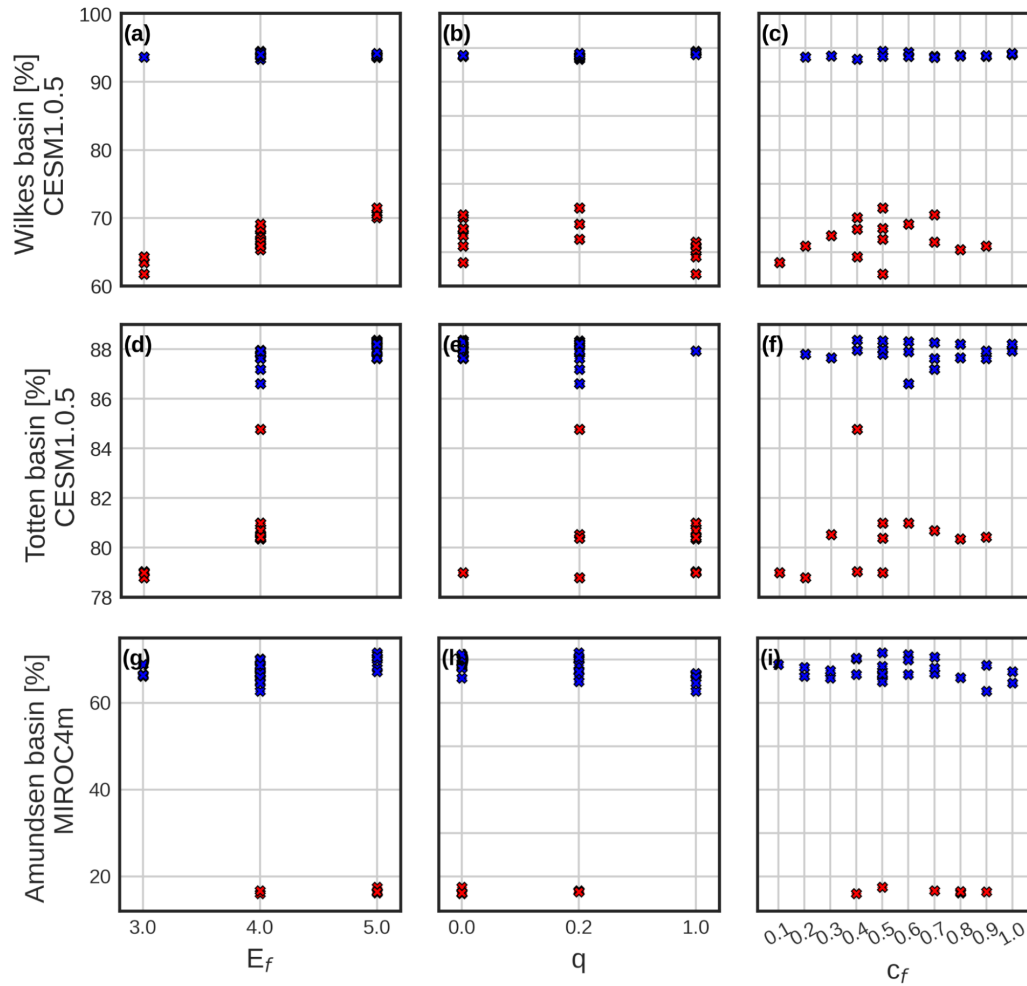 100
90
80
70
60
Wilkes basin [%]
CESM1.0.5
(a)
(b)
(c)
88
86
84
82
80
78
Totten basin [%]
CESM1.0.5
(d)
(e)
(f)
60
40
20
Amundsen basin [%]
MIROC4m
(g)
(h)
(i)
3.0 4.0 5.0
0.0 0.2 1.0
0.1 0.2 0.3 0.4 0.5 0.6 0.7 0.8 0.9 1.0
E_f
q
c_f